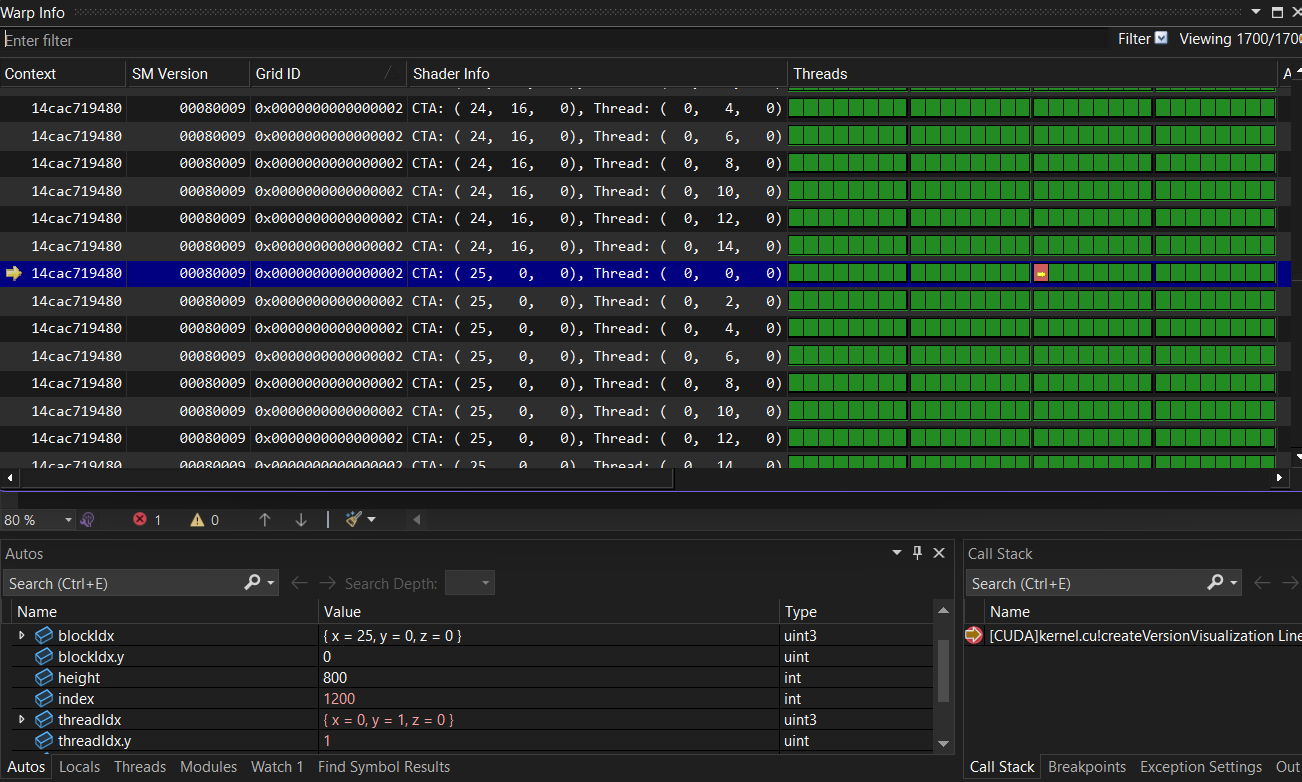 Warp Info
Enter filter
Filter Viewing 1700/1700
Context SM Version Grid ID Shader Info Threads A
14cac719480 00080009 0x0000000000000002 CTA: ( 24, 16, 0), Thread: ( 0, 4, 0)
14cac719480 00080009 0x0000000000000002 CTA: ( 24, 16, 0), Thread: ( 0, 6, 0)
14cac719480 00080009 0x0000000000000002 CTA: ( 24, 16, 0), Thread: ( 0, 8, 0)
14cac719480 00080009 0x0000000000000002 CTA: ( 24, 16, 0), Thread: ( 0, 10, 0)
14cac719480 00080009 0x0000000000000002 CTA: ( 24, 16, 0), Thread: ( 0, 12, 0)
14cac719480 00080009 0x0000000000000002 CTA: ( 24, 16, 0), Thread: ( 0, 14, 0)
14cac719480 00080009 0x0000000000000002 CTA: ( 25, 0, 0), Thread: ( 0, 0, 0)
14cac719480 00080009 0x0000000000000002 CTA: ( 25, 0, 0), Thread: ( 0, 2, 0)
14cac719480 00080009 0x0000000000000002 CTA: ( 25, 0, 0), Thread: ( 0, 4, 0)
14cac719480 00080009 0x0000000000000002 CTA: ( 25, 0, 0), Thread: ( 0, 6, 0)
14cac719480 00080009 0x0000000000000002 CTA: ( 25, 0, 0), Thread: ( 0, 8, 0)
14cac719480 00080009 0x0000000000000002 CTA: ( 25, 0, 0), Thread: ( 0, 10, 0)
14cac719480 00080009 0x0000000000000002 CTA: ( 25, 0, 0), Thread: ( 0, 12, 0)
14cac719480 00080009 0x0000000000000002 CTA: ( 25, 0, 0), Thread: ( 0, 14, 0)
80 % 1 0
Autos
Search (Ctrl+E) Search Depth:
Name Value Type
blockIdx { x = 25, y = 0, z = 0 } uint3
blockIdx.y 0 uint
height 800 int
index 1200 int
threadIdx { x = 0, y = 1, z = 0 } uint3
threadIdx.y 1 uint
Autos Locals Threads Modules Watch 1 Find Symbol Results
Call Stack
Search (Ctrl+E)
Name
[CUDA]kernel.cu!createVersionVisualization Line
Call Stack Breakpoints Exception Settings Out